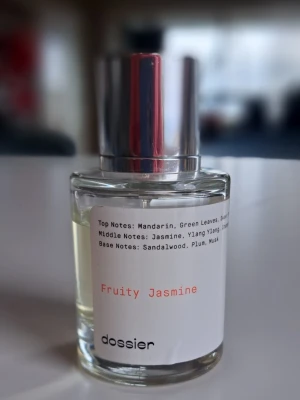 Top Notes: Mandarin, Green Leaves,
Middle Notes: Jasmine, Ylang Ylang,
Base Notes: Sandalwood, Plum, Musk
Fruity Jasmine
dossier